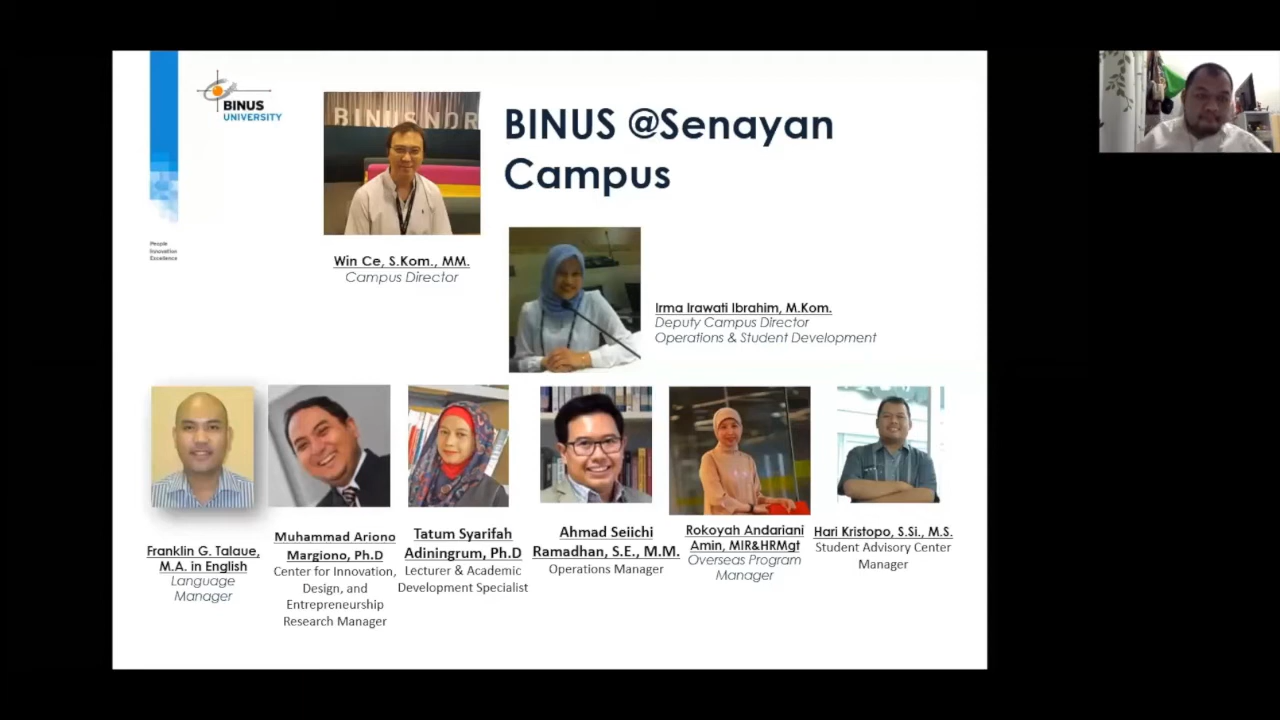 BINUS
UNIVERSITY
People
Innovation
Excellence
BINUS
BINUS @Senayan
Campus
Win Ce, S.Kom., MM.
Campus Director
Irma Irawati Ibrahim, M.Kom.
Deputy Campus Director
Operations & Student Development
Franklin G. Talaue,
M.A. in English
Language
Manager
Muhammad Ariono
Margiono, Ph.D
Center for Innovation,
Design, and
Entrepreneurship
Research Manager
Tatum Syarifah
Adiningrum, Ph.D
Lecturer & Academic
Development Specialist
Ahmad Seiichi
Ramadhan, S.E., M.M.
Operations Manager
Rokoyah Andariani
Amin, MIR&HRMgt
Overseas Program
Manager
Hari Kristopo, S.Si., M.S.
Student Advisory Center
Manager